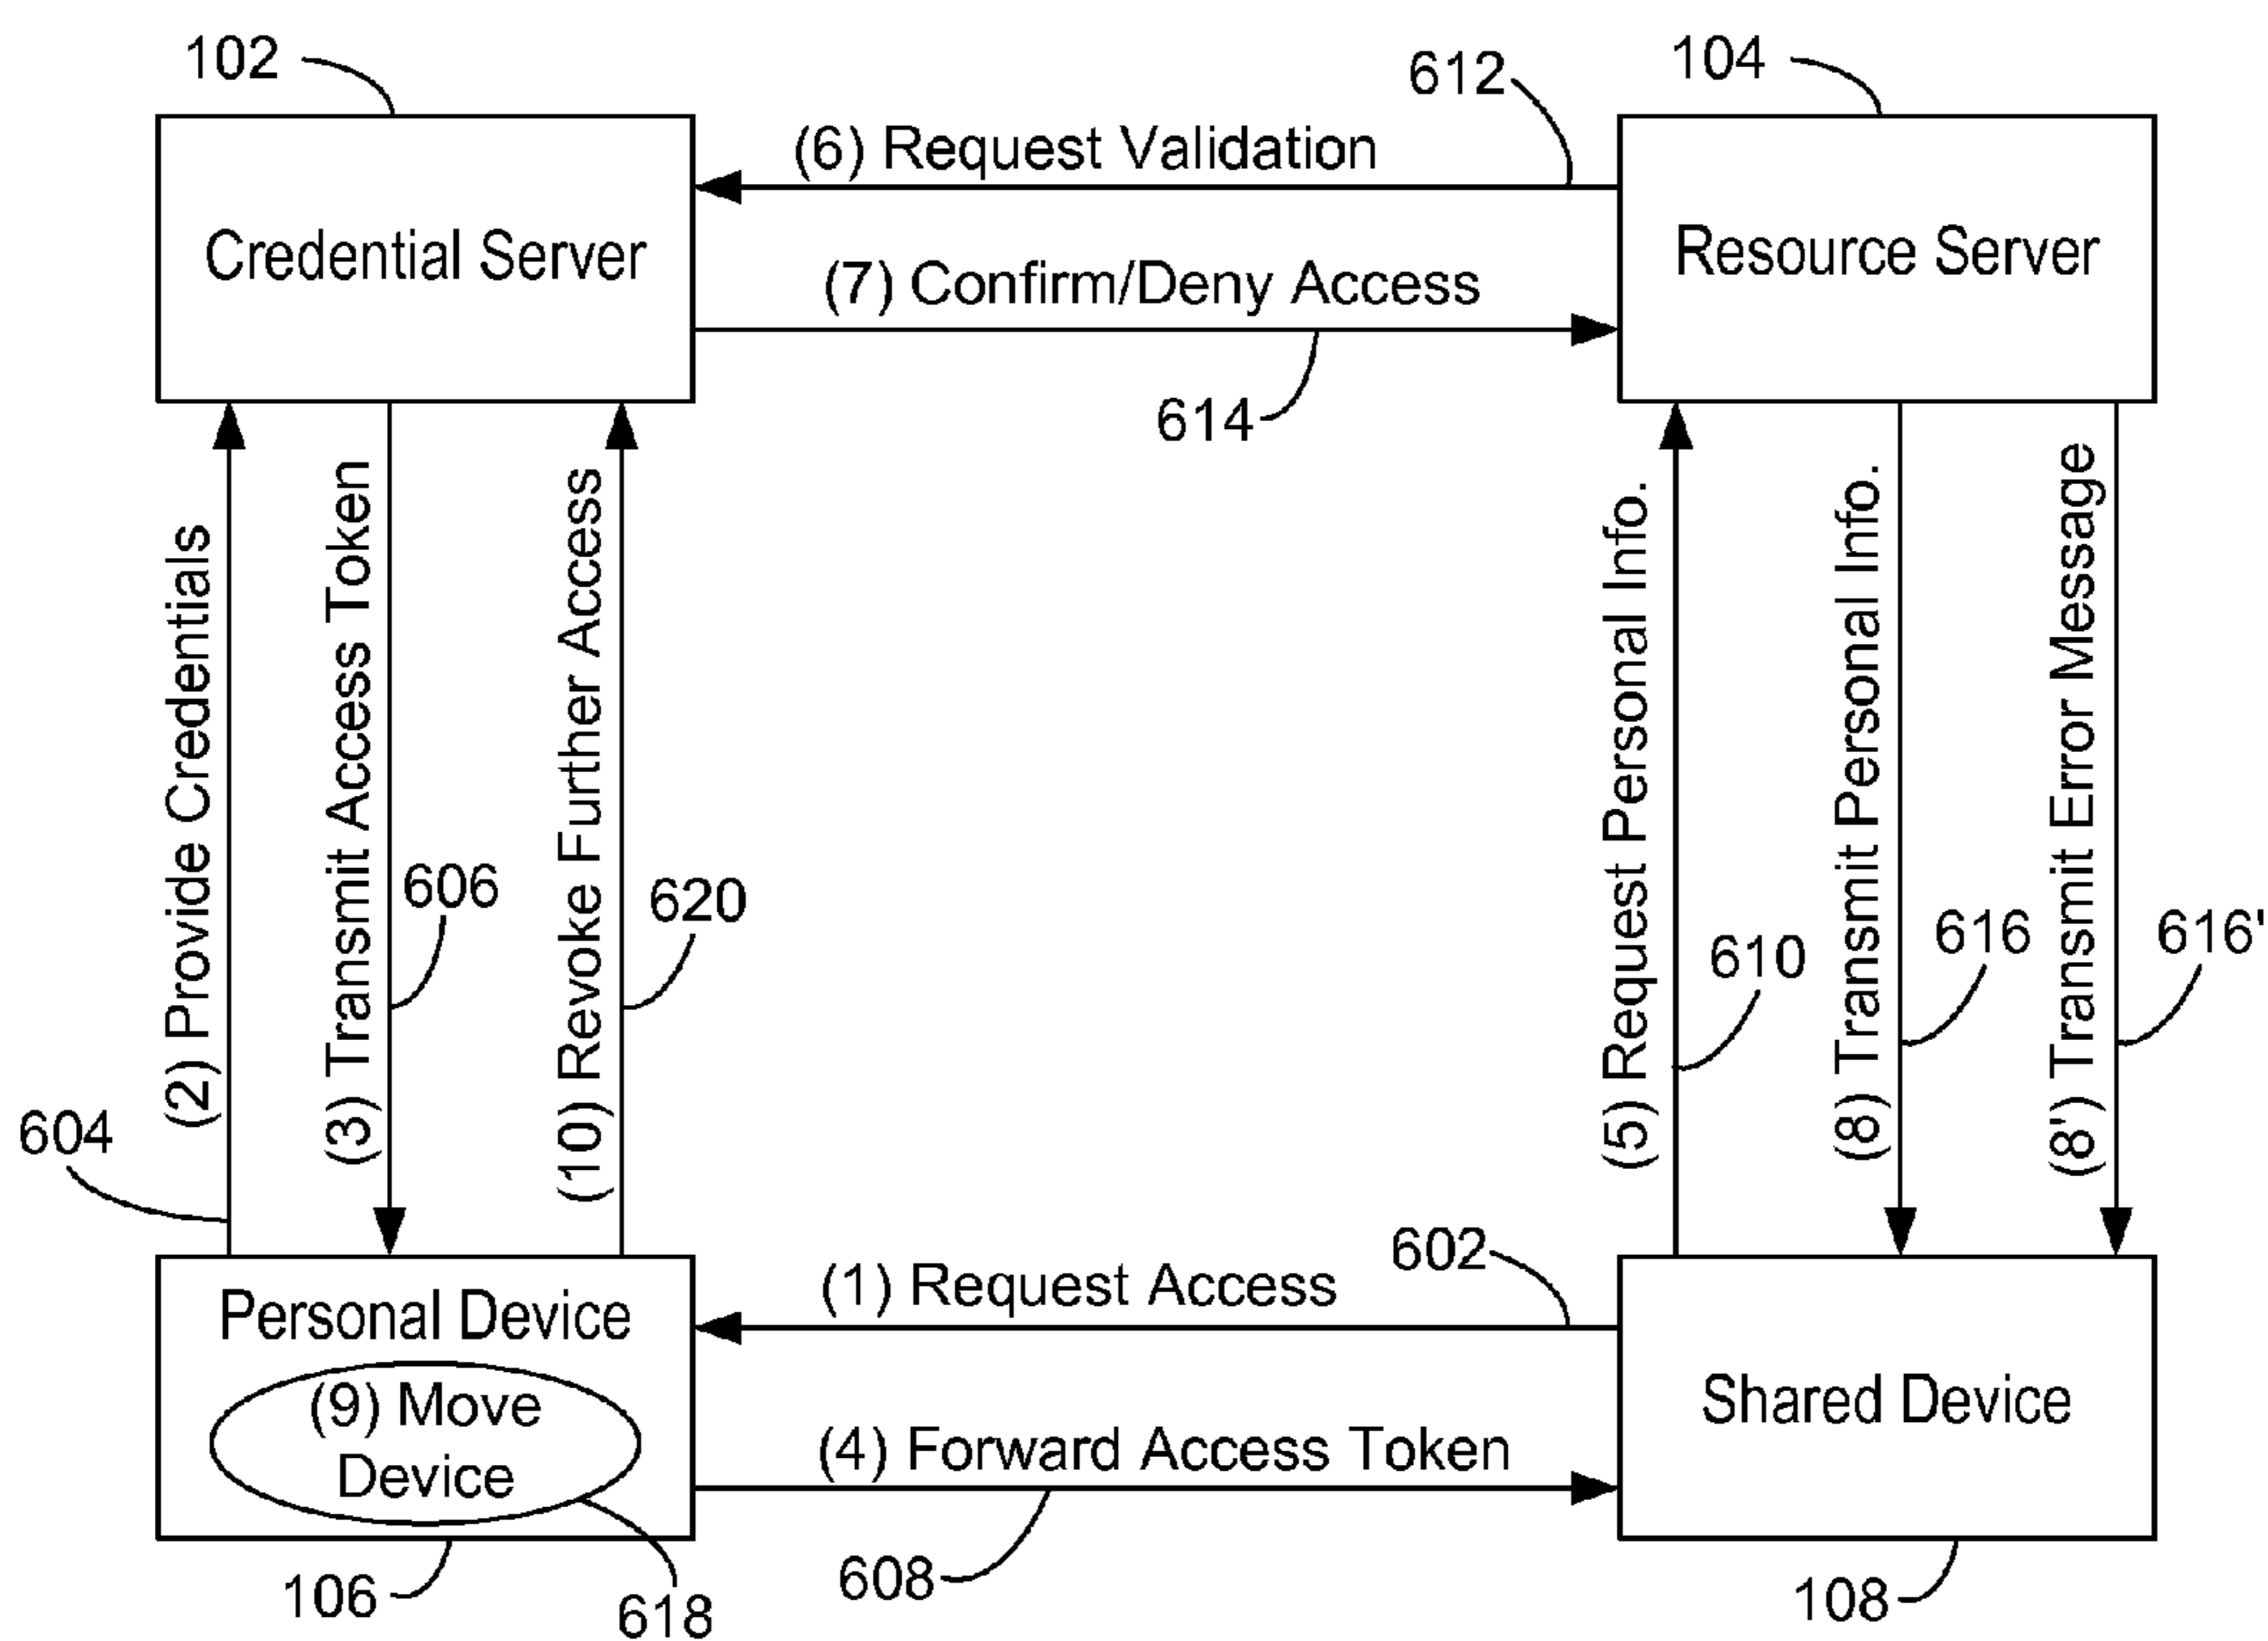 102
612
104
(6) Request Validation
Credential Server
Resource Server
(7) Confirm/Deny Access
614
(2) Provide Credentials
(3) Transmit Access Token
(10) Revoke Further Access
(5) Request Personal Info.
(8) Transmit Personal Info.
(8') Transmit Error Message
606
620
610
616
616'
604
602
(1) Request Access
Personal Device
(9) Move
Device
Shared Device
(4) Forward Access Token
608
106
618
108